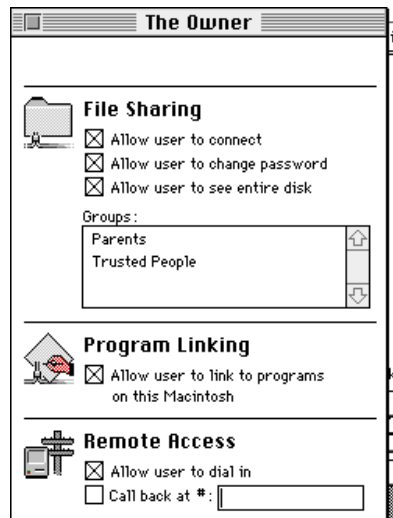 The Owner
File Sharing
Allow user to connect
Allow user to change password
Allow user to see entire disk
Groups:
Parents
Trusted People
Program Linking
Allow user to link to programs
on this Macintosh
Remote Access
Allow user to dial in
Call back at #: